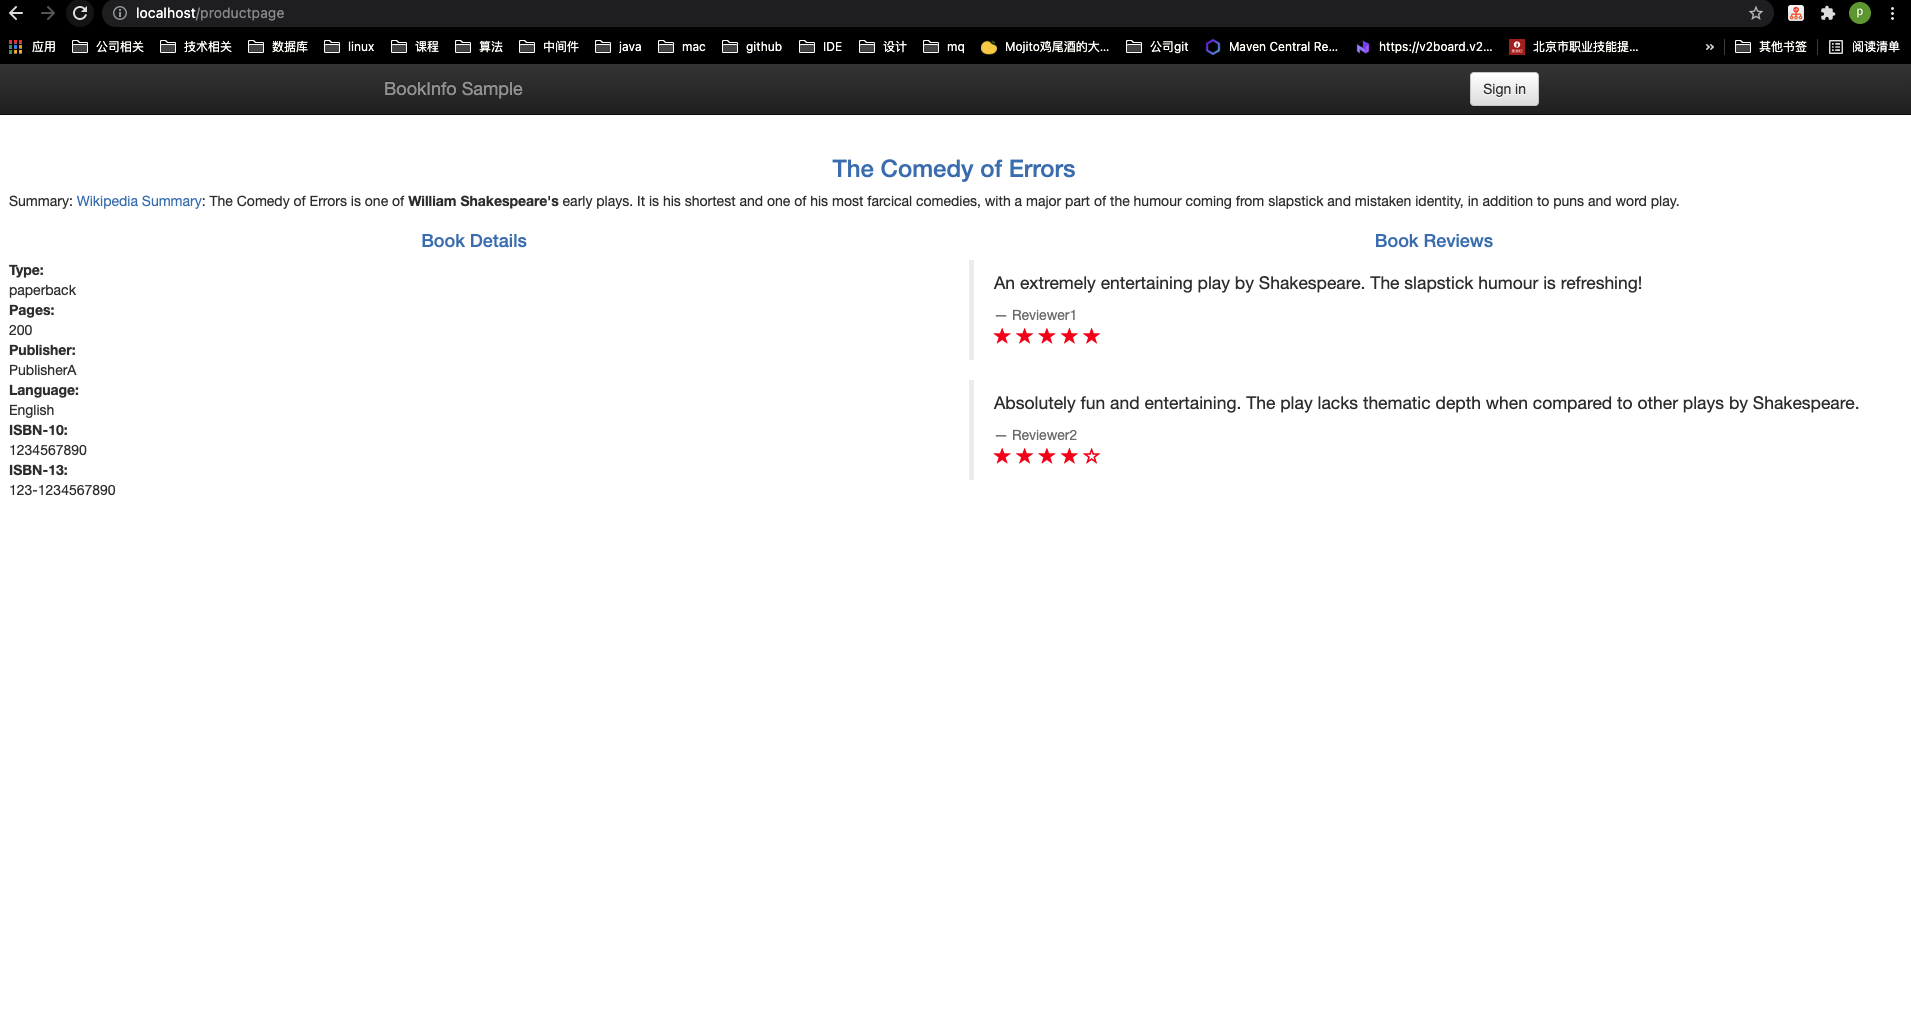 localhost/productpage
应用 公司相关 技术相关 数据库 linux 课程 算法 中间件 java mac github IDE 设计 mq Mojito鸡尾酒的大... 公司git Maven Central Re... https://v2board.v2... 北京市职业技能提... » 其他书签 阅读清单
BookInfo Sample
Sign in
The Comedy of Errors
Summary: Wikipedia Summary: The Comedy of Errors is one of William Shakespeare's early plays. It is his shortest and one of his most farcical comedies, with a major part of the humour coming from slapstick and mistaken identity, in addition to puns and word play.
Book Details
Type:
paperback
Pages:
200
Publisher:
PublisherA
Language:
English
ISBN-10:
1234567890
ISBN-13:
123-1234567890
Book Reviews
An extremely entertaining play by Shakespeare. The slapstick humour is refreshing!
— Reviewer1
Absolutely fun and entertaining. The play lacks thematic depth when compared to other plays by Shakespeare.
— Reviewer2